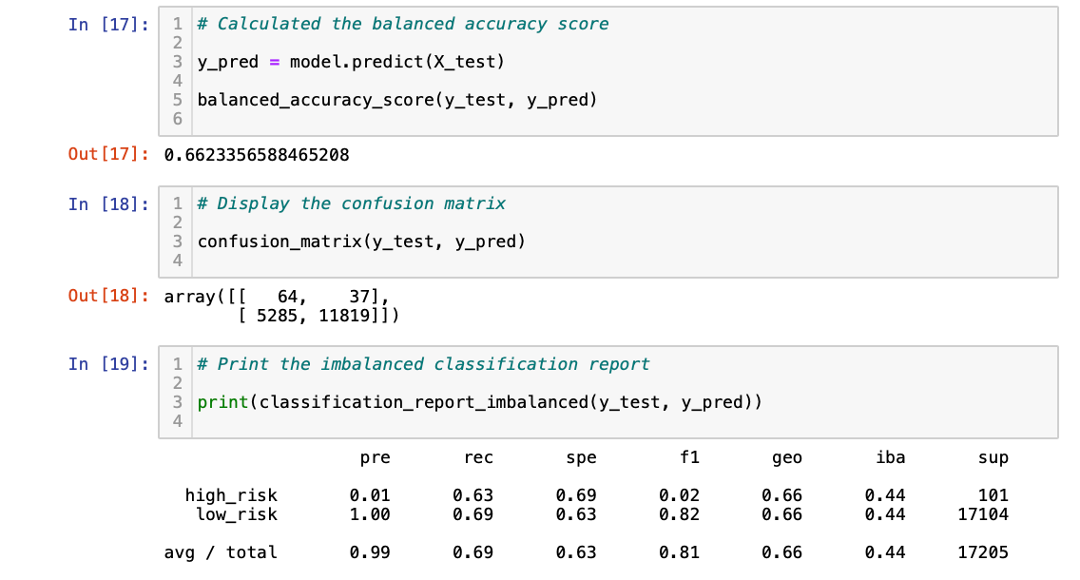 In [17]:
1 # Calculated the balanced accuracy score
2
3 y_pred = model.predict(X_test)
4
5 balanced_accuracy_score(y_test, y_pred)
6
Out[17]: 0.6623356588465208
In [18]:
1 # Display the confusion matrix
2
3 confusion_matrix(y_test, y_pred)
4
Out[18]: array([[   64,    37],
       [ 5285, 11819]])
In [19]:
1 # Print the imbalanced classification report
2
3 print(classification_report_imbalanced(y_test, y_pred))
4
pre rec spe f1 geo iba sup
high_risk 0.01 0.63 0.69 0.02 0.66 0.44 101
low_risk 1.00 0.69 0.63 0.82 0.66 0.44 17104
avg / total 0.99 0.69 0.63 0.81 0.66 0.44 17205